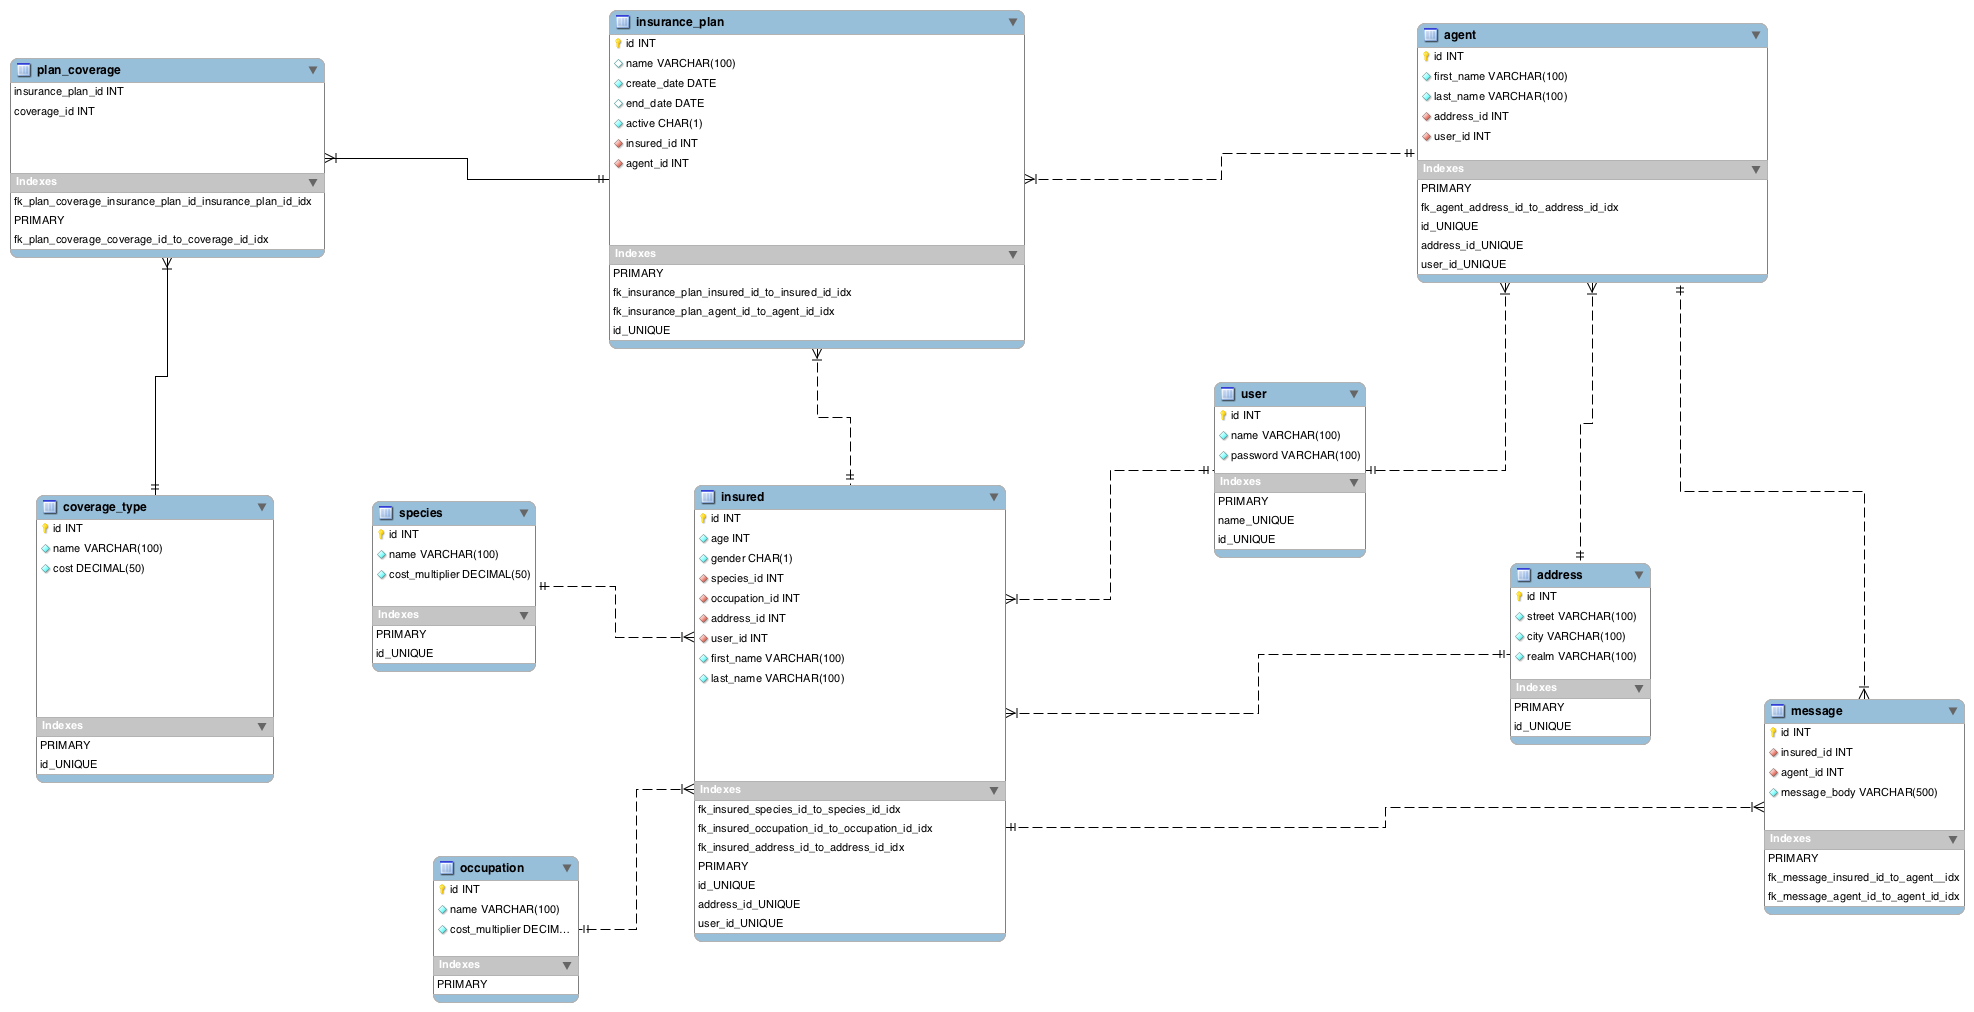 plan_coverage
insurance_plan_id INT
coverage_id INT
Indexes
fk_plan_coverage_insurance_plan_id_insurance_plan_id_idx
PRIMARY
fk_plan_coverage_coverage_id_to_coverage_id_idx
insurance_plan
id INT
name VARCHAR(100)
create_date DATE
end_date DATE
active CHAR(1)
insured_id INT
agent_id INT
Indexes
PRIMARY
fk_insurance_plan_insured_id_to_insured_id_idx
fk_insurance_plan_agent_id_to_agent_id_idx
id_UNIQUE
agent
id INT
first_name VARCHAR(100)
last_name VARCHAR(100)
address_id INT
user_id INT
Indexes
PRIMARY
fk_agent_address_id_to_address_id_idx
id_UNIQUE
address_id_UNIQUE
user_id_UNIQUE
user
id INT
name VARCHAR(100)
password VARCHAR(100)
Indexes
PRIMARY
name_UNIQUE
id_UNIQUE
coverage_type
id INT
name VARCHAR(100)
cost DECIMAL(50)
Indexes
PRIMARY
id_UNIQUE
species
id INT
name VARCHAR(100)
cost_multiplier DECIMAL(50)
Indexes
PRIMARY
id_UNIQUE
insured
id INT
age INT
gender CHAR(1)
species_id INT
occupation_id INT
address_id INT
user_id INT
first_name VARCHAR(100)
last_name VARCHAR(100)
Indexes
fk_insured_species_id_to_species_id_idx
fk_insured_occupation_id_to_occupation_id_idx
fk_insured_address_id_to_address_id_idx
PRIMARY
id_UNIQUE
address_id_UNIQUE
user_id_UNIQUE
address
id INT
street VARCHAR(100)
city VARCHAR(100)
realm VARCHAR(100)
Indexes
PRIMARY
id_UNIQUE
message
id INT
insured_id INT
agent_id INT
message_body VARCHAR(500)
Indexes
PRIMARY
fk_message_insured_id_to_agent__idx
fk_message_agent_id_to_agent_id_idx
occupation
id INT
name VARCHAR(100)
cost_multiplier DECIM...
Indexes
PRIMARY